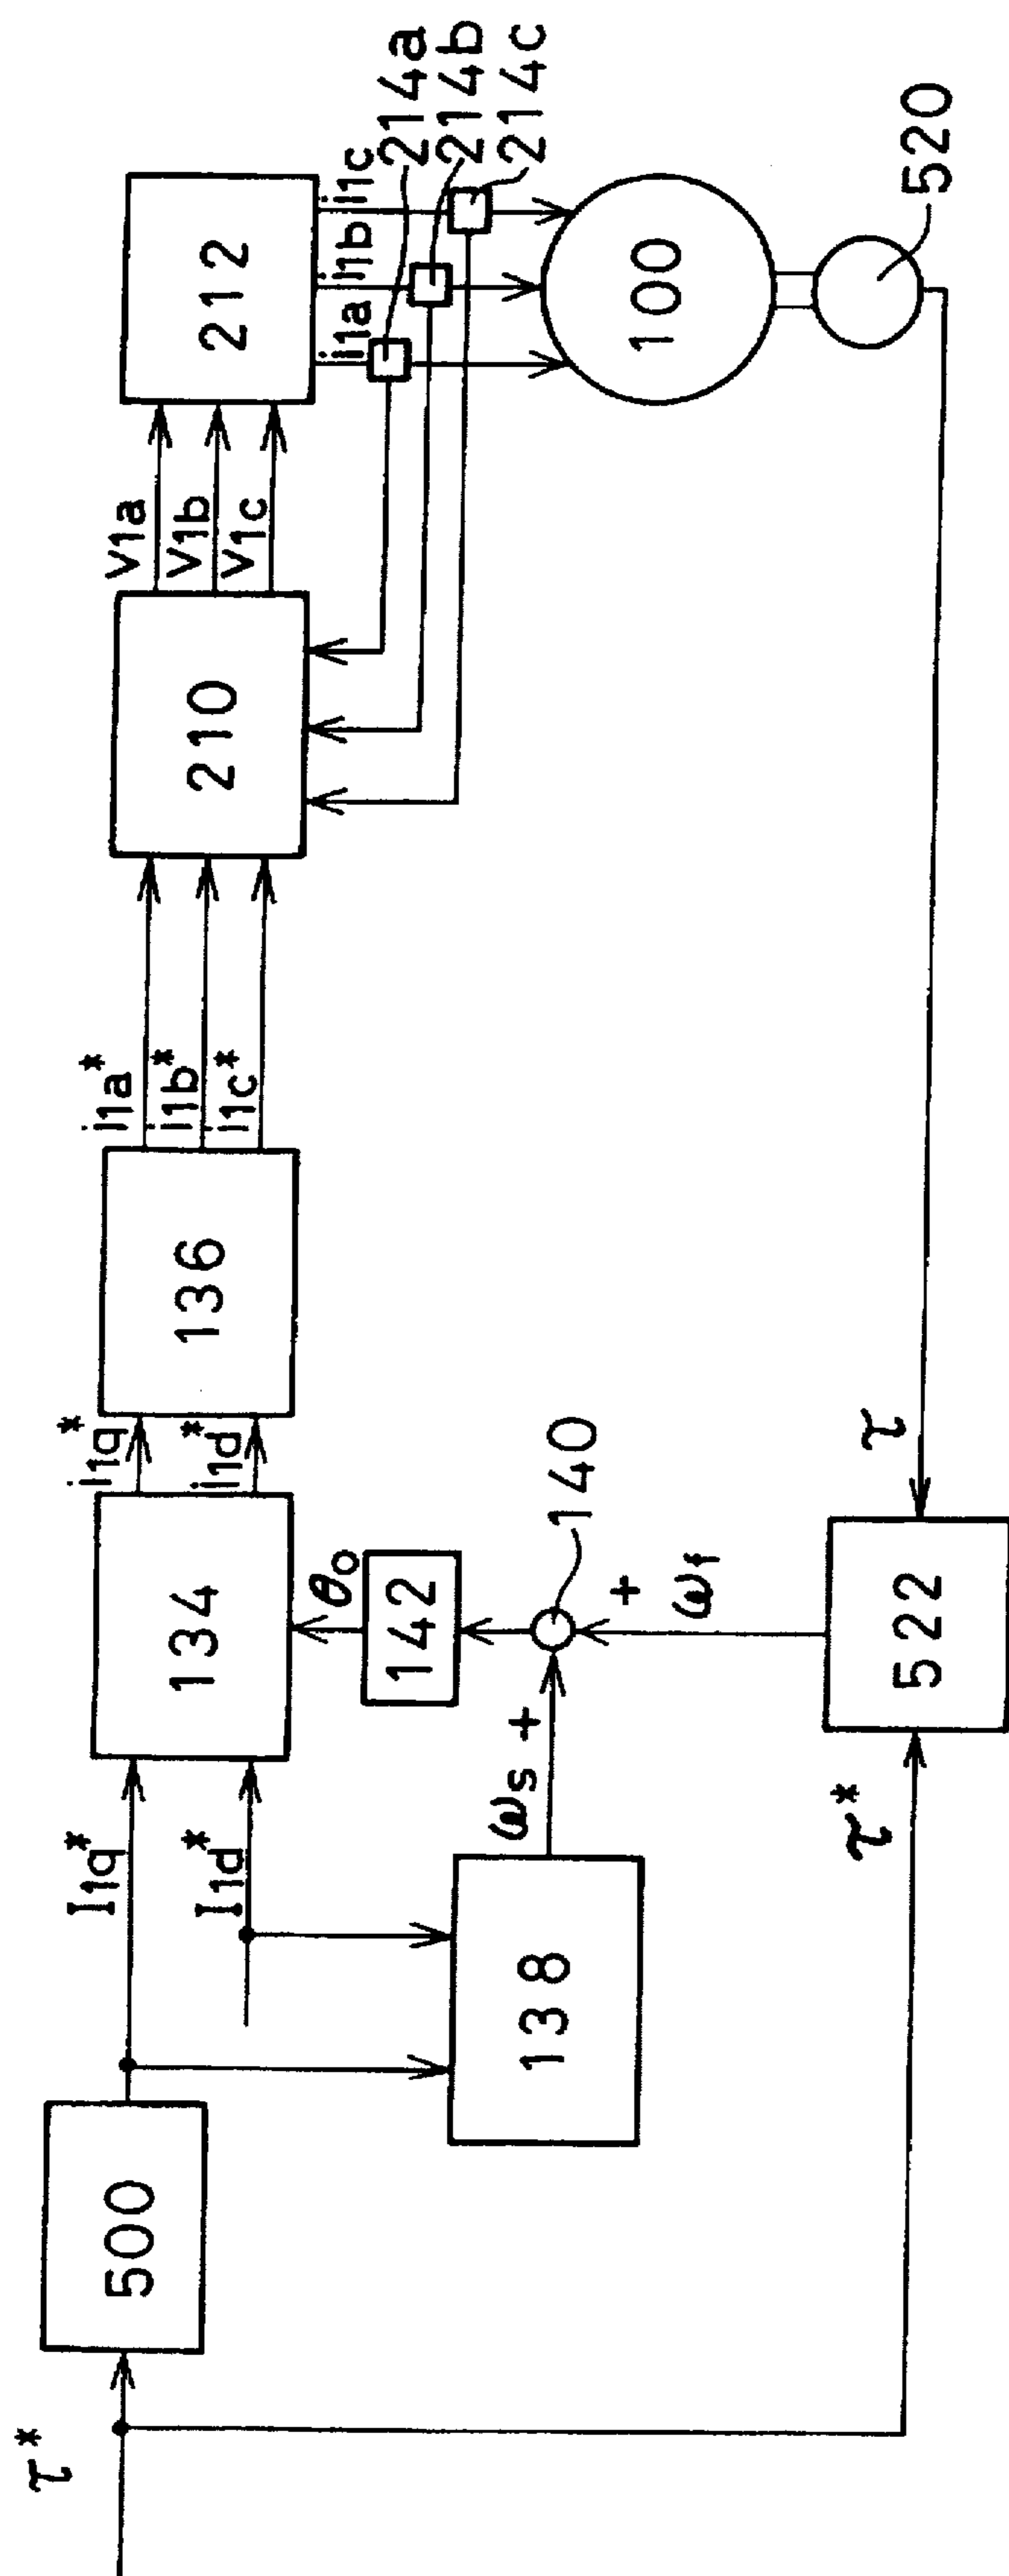 τ*
500
I1q*
I1d*
134
i1q*
i1d*
136
i1a*
i1b*
i1c*
210
V1a
V1b
V1c
212
i1a
i1b
i1c
214a
214b
214c
100
520
138
ωs +
142
θo
140
+
ωf
τ*
522
τ